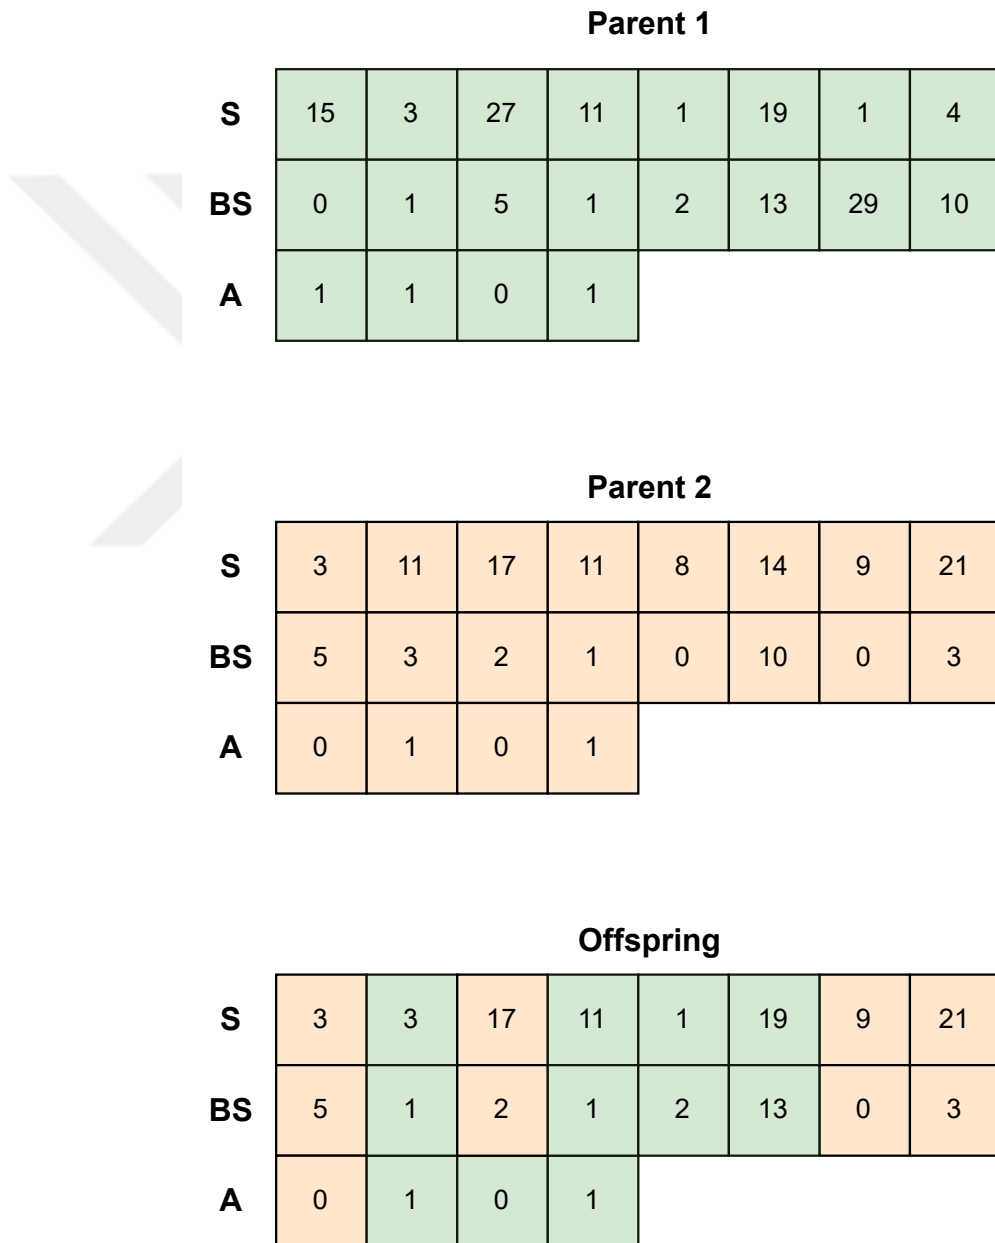 Parent 1
S 15 3 27 11 1 19 1 4
BS 0 1 5 1 2 13 29 10
A 1 1 0 1
Parent 2
S 3 11 17 11 8 14 9 21
BS 5 3 2 1 0 10 0 3
A 0 1 0 1
Offspring
S 3 3 17 11 1 19 9 21
BS 5 1 2 1 2 13 0 3
A 0 1 0 1